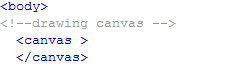 <body>
<!--drawing canvas -->
<canvas >
</canvas>